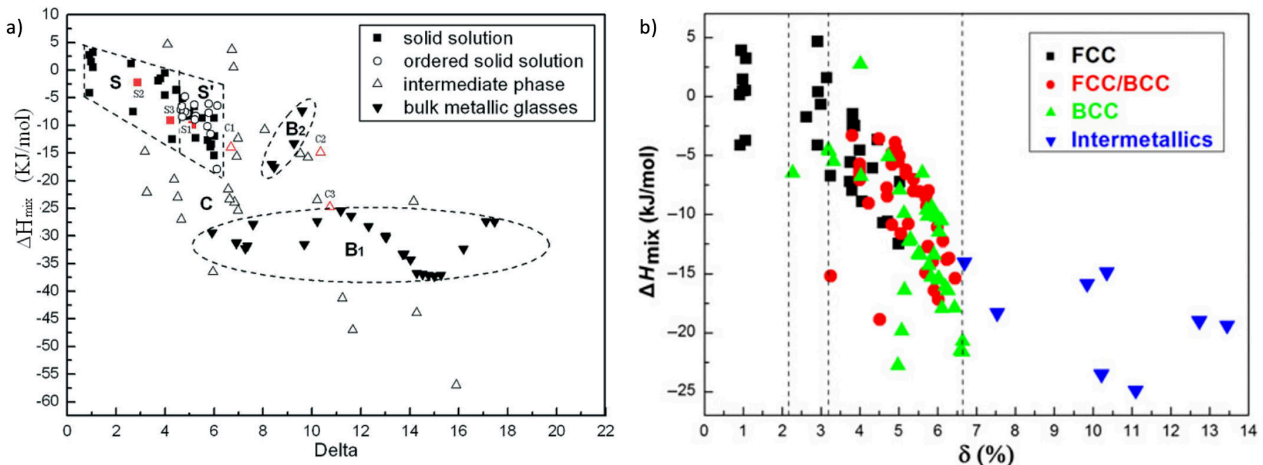 a)
ΔHmix (KJ/mol)
10
5
0
-5
-10
-15
-20
-25
-30
-35
-40
-45
-50
-55
-60
0 2 4 6 8 10 12 14 16 18 20 22
Delta
■ solid solution
○ ordered solid solution
△ intermediate phase
▼ bulk metallic glasses
S
S'
S2
S3
S1
C1
C2
C3
C
B2
B1
b)
ΔHmix (kJ/mol)
5
0
−5
−10
−15
−20
−25
0 1 2 3 4 5 6 7 8 9 10 11 12 13 14
δ (%)
■ FCC
● FCC/BCC
▲ BCC
▼ Intermetallics